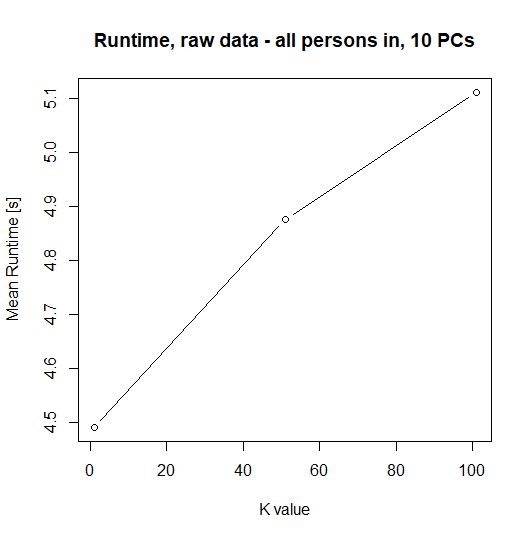 Runtime, raw data - all persons in, 10 PCs
Mean Runtime [s]
5.1
5.0
4.9
4.8
4.7
4.6
4.5
0 20 40 60 80 100
K value